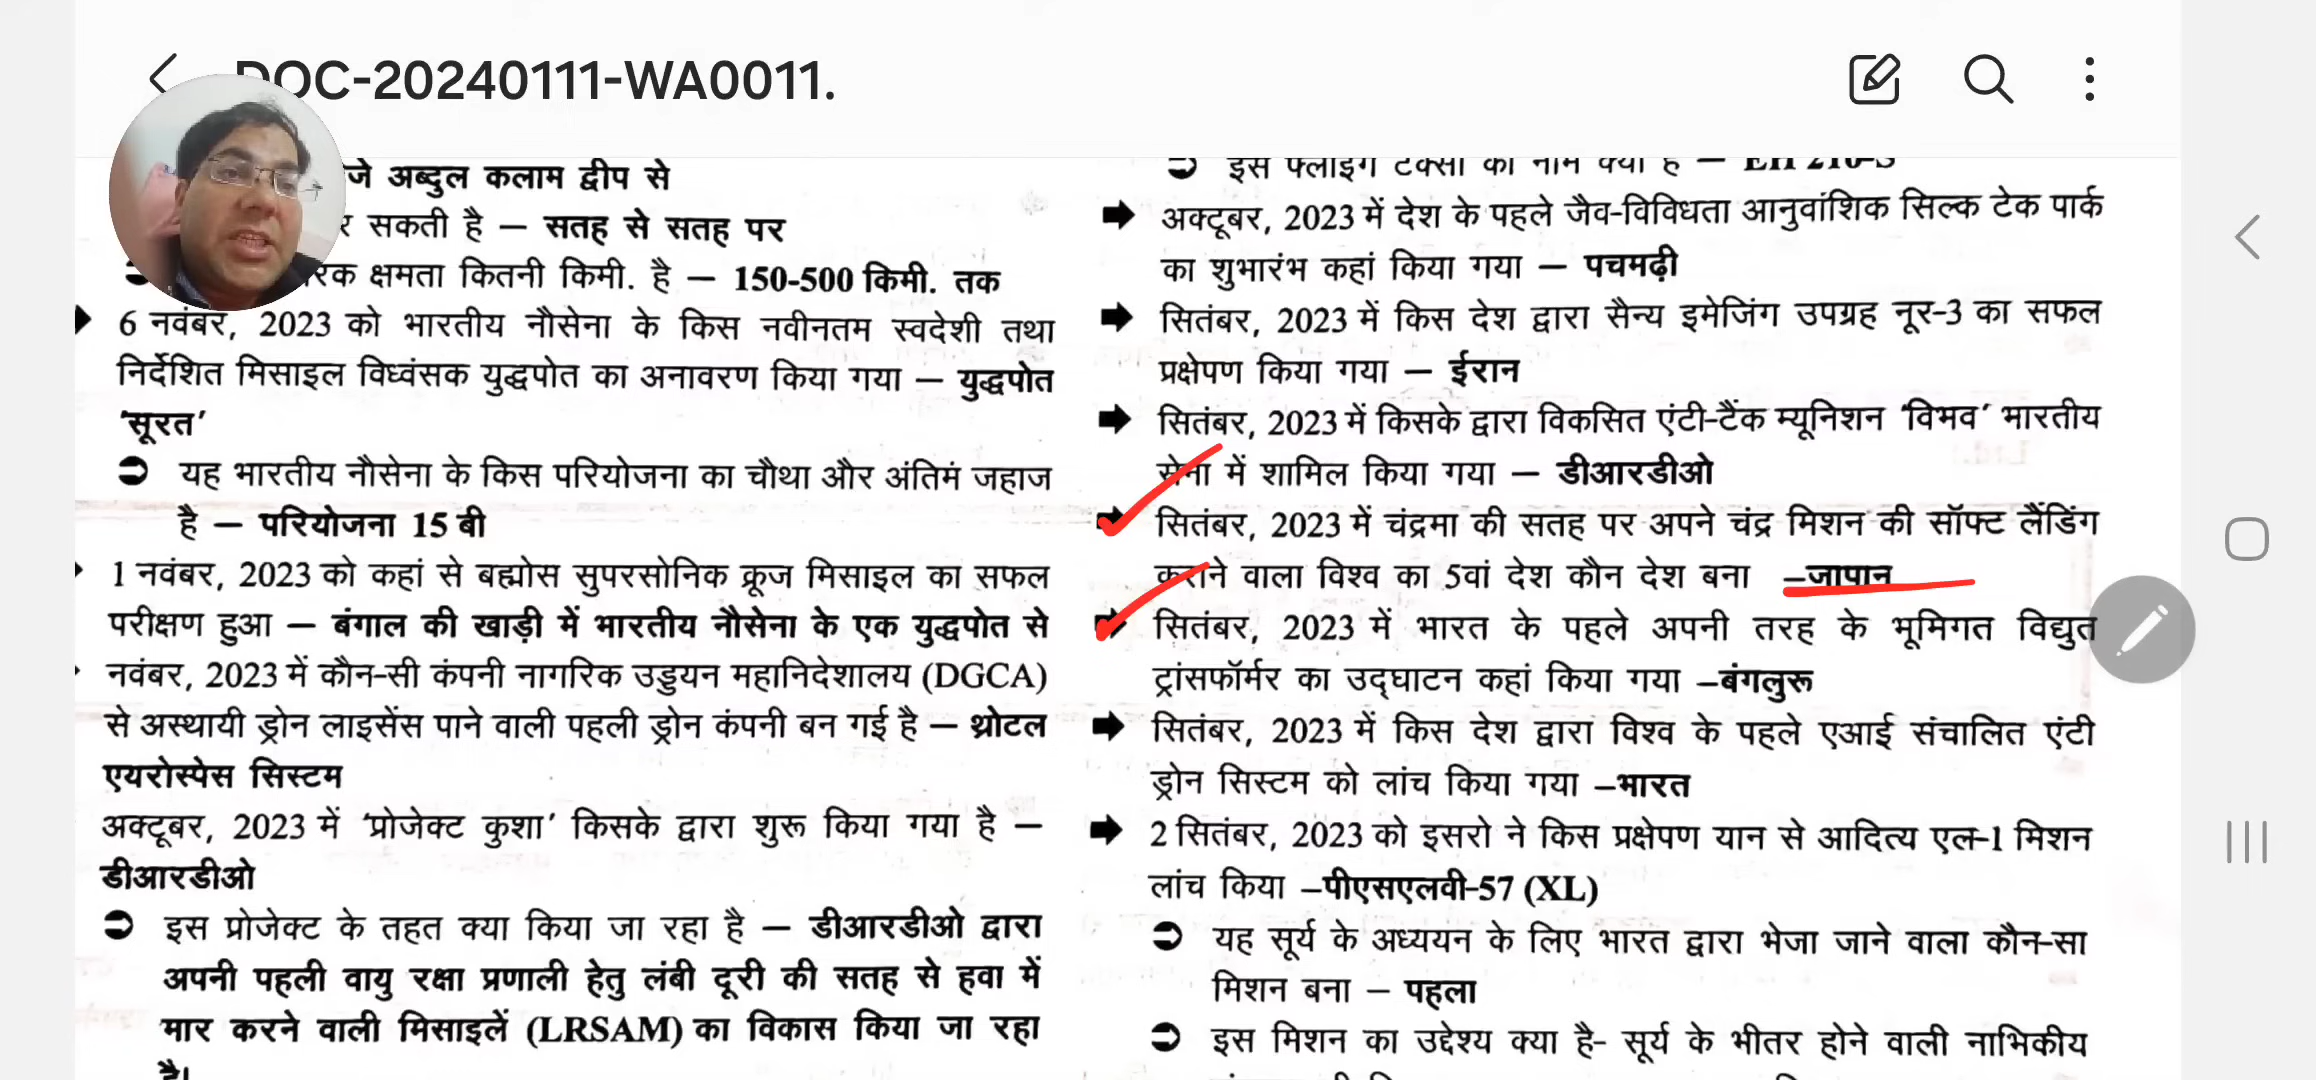 DOC-20240111-WA0011.
जे अब्दुल कलाम द्वीप से
र सकती है – सतह से सतह पर
रक क्षमता कितनी किमी. है – 150-500 किमी. तक
6 नवंबर, 2023 को भारतीय नौसेना के किस नवीनतम स्वदेशी तथा
निर्देशित मिसाइल विध्वंसक युद्धपोत का अनावरण किया गया – युद्धपोत
'सूरत'
यह भारतीय नौसेना के किस परियोजना का चौथा और अंतिम जहाज
है – परियोजना 15 बी
1 नवंबर, 2023 को कहां से बह्मोस सुपरसोनिक क्रूज मिसाइल का सफल
परीक्षण हुआ – बंगाल की खाड़ी में भारतीय नौसेना के एक युद्धपोत से
नवंबर, 2023 में कौन-सी कंपनी नागरिक उड्डयन महानिदेशालय (DGCA)
से अस्थायी ड्रोन लाइसेंस पाने वाली पहली ड्रोन कंपनी बन गई है – थ्रोटल
एयरोस्पेस सिस्टम
अक्टूबर, 2023 में 'प्रोजेक्ट कुशा' किसके द्वारा शुरू किया गया है –
डीआरडीओ
इस प्रोजेक्ट के तहत क्या किया जा रहा है – डीआरडीओ द्वारा
अपनी पहली वायु रक्षा प्रणाली हेतु लंबी दूरी की सतह से हवा में
मार करने वाली मिसाइलें (LRSAM) का विकास किया जा रहा
है।
इस फ्लाइंग टैक्सी का नाम क्या है – EH 216-S
अक्टूबर, 2023 में देश के पहले जैव-विविधता आनुवांशिक सिल्क टेक पार्क
का शुभारंभ कहां किया गया – पचमढ़ी
सितंबर, 2023 में किस देश द्वारा सैन्य इमेजिंग उपग्रह नूर-3 का सफल
प्रक्षेपण किया गया – ईरान
सितंबर, 2023 में किसके द्वारा विकसित एंटी-टैंक म्यूनिशन 'विभव' भारतीय
सेना में शामिल किया गया – डीआरडीओ
सितंबर, 2023 में चंद्रमा की सतह पर अपने चंद्र मिशन की सॉफ्ट लैंडिंग
कराने वाला विश्व का 5वां देश कौन देश बना –जापान
सितंबर, 2023 में भारत के पहले अपनी तरह के भूमिगत विद्युत
ट्रांसफॉर्मर का उद्घाटन कहां किया गया –बंगलुरू
सितंबर, 2023 में किस देश द्वारा विश्व के पहले एआई संचालित एंटी
ड्रोन सिस्टम को लांच किया गया –भारत
2 सितंबर, 2023 को इसरो ने किस प्रक्षेपण यान से आदित्य एल-1 मिशन
लांच किया –पीएसएलवी-57 (XL)
यह सूर्य के अध्ययन के लिए भारत द्वारा भेजा जाने वाला कौन-सा
मिशन बना – पहला
इस मिशन का उद्देश्य क्या है- सूर्य के भीतर होने वाली नाभिकीय